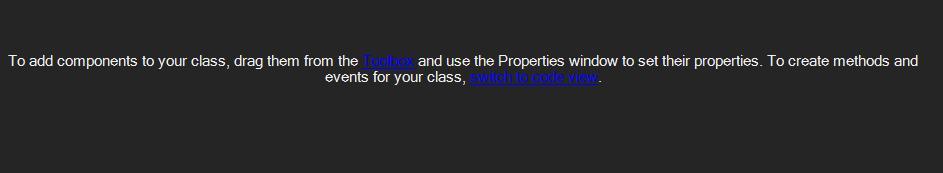 To add components to your class, drag them from the Toolbox and use the Properties window to set their properties. To create methods and
events for your class, switch to code view.